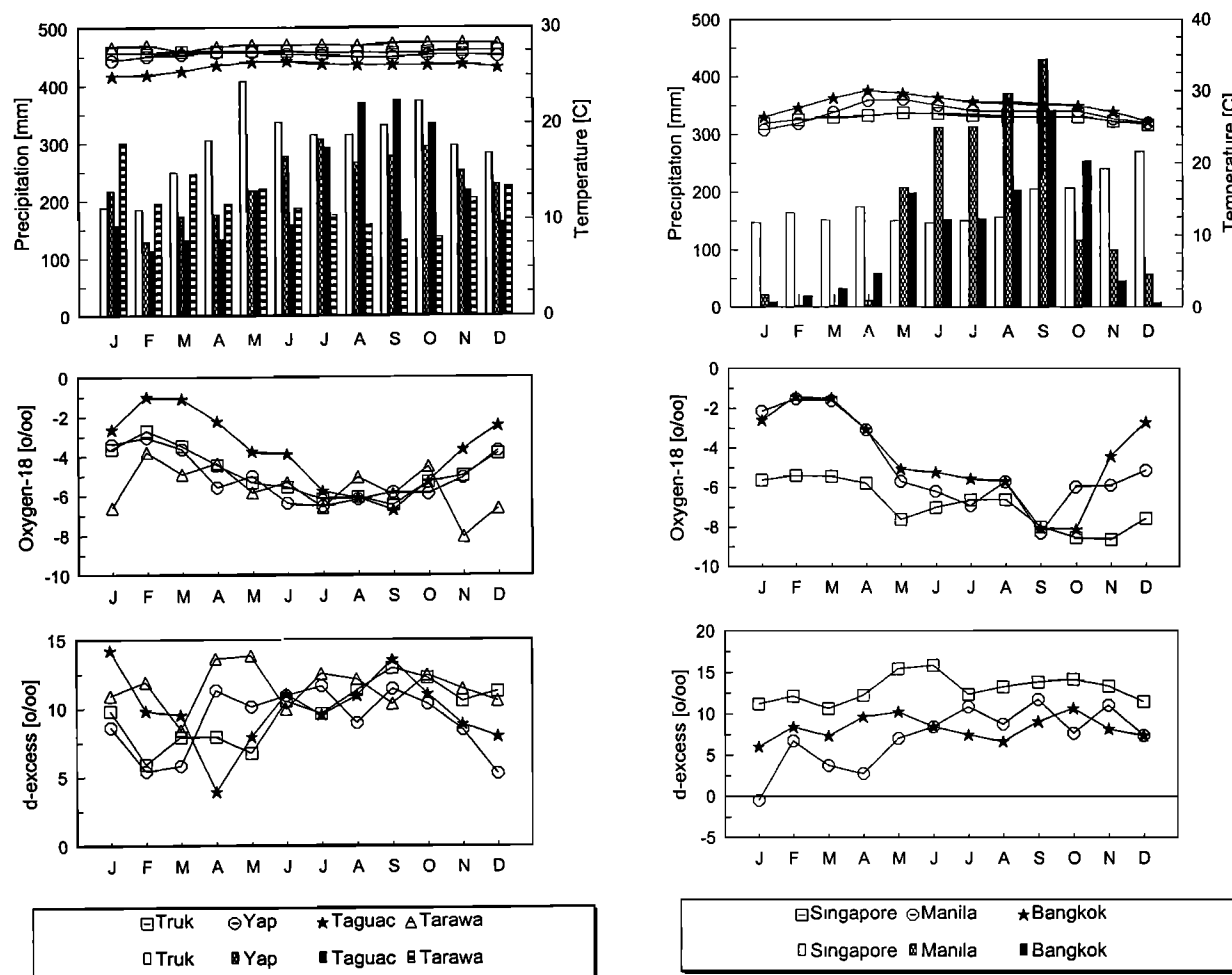 500
400
300
200
100
0
Precipitation [mm]
30
20
10
0
Temperature [C]
J F M A M J J A S O N D
-0
-2
-4
-6
-8
-10
Oxygen-18 [o/oo]
J F M A M J J A S O N D
15
10
5
0
d-excess [o/oo]
J F M A M J J A S O N D
Truk Yap Taguac Tarawa
Truk Yap Taguac Tarawa
500
400
300
200
100
0
Precipitation [mm]
40
30
20
10
0
Temperature [C]
J F M A M J J A S O N D
-0
-2
-4
-6
-8
-10
Oxygen-18 [o/oo]
J F M A M J J A S O N D
20
15
10
5
0
-5
d-excess [o/oo]
J F M A M J J A S O N D
Singapore Manila Bangkok
Singapore Manila Bangkok